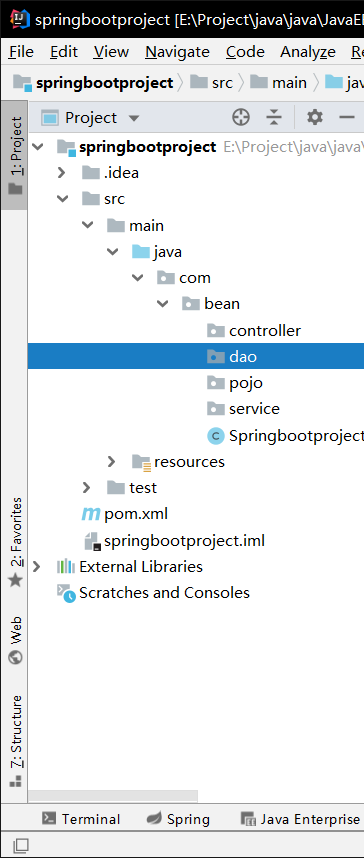 springbootproject [E:\Project\java\java\JavaE
File Edit View Navigate Code Analyze Re
springbootproject src main jav
1: Project
Project
springbootproject E:\Project\java\java\
.idea
src
main
java
com
bean
controller
dao
pojo
service
Springbootproject
resources
test
pom.xml
springbootproject.iml
External Libraries
Scratches and Consoles
2: Favorites
Web
7: Structure
Terminal Spring Java Enterprise